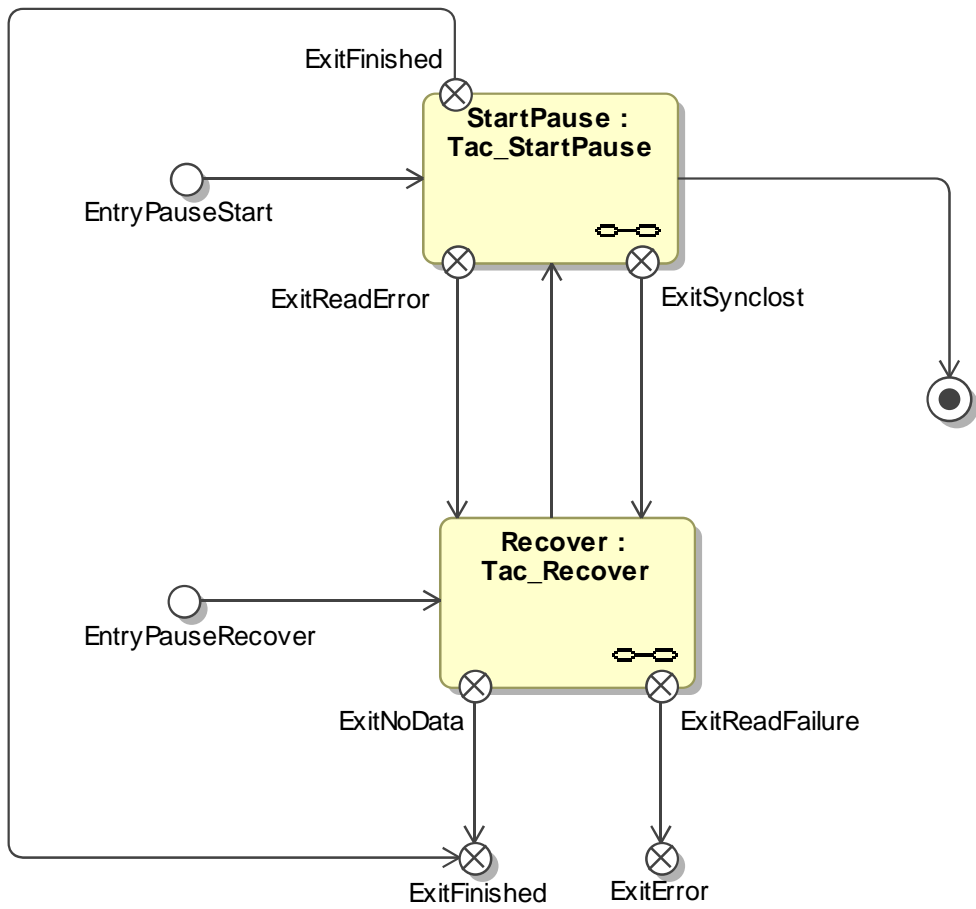 ExitFinished
StartPause :
Tac_StartPause
EntryPauseStart
ExitReadError
ExitSynclost
Recover :
Tac_Recover
EntryPauseRecover
ExitNoData
ExitReadFailure
ExitFinished
ExitError